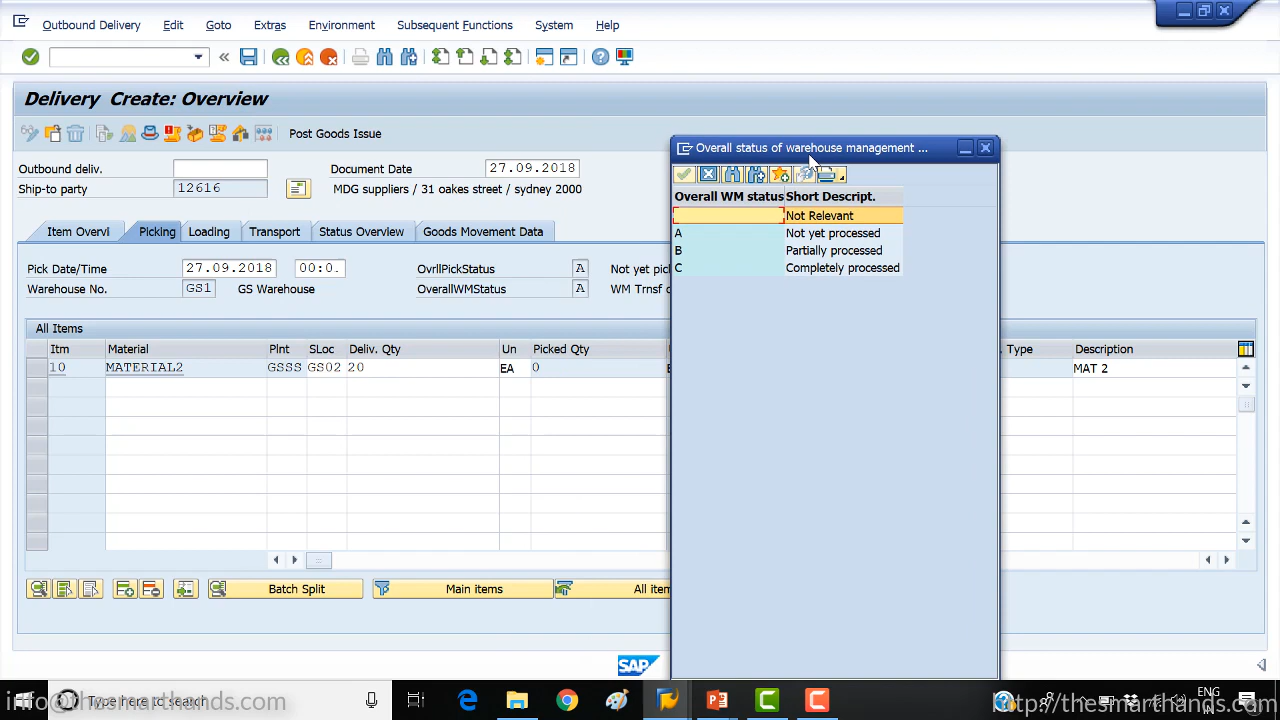 Outbound Delivery Edit Goto Extras Environment Subsequent Functions System Help
Delivery Create: Overview
Post Goods Issue
Outbound deliv. Document Date 27.09.2018
Ship-to party 12616 MDG suppliers / 31 oakes street / sydney 2000
Item Overvi Picking Loading Transport Status Overview Goods Movement Data
Pick Date/Time 27.09.2018 00:0. OvrllPickStatus A Not yet pic
Warehouse No. GS1 GS Warehouse OverallWMStatus A WM Trnsf
All Items
Itm Material Plnt SLoc Deliv. Qty Un Picked Qty Type Description
10 MATERIAL2 GSSS GS02 20 EA 0 MAT 2
Batch Split Main items All iten
Overall status of warehouse management ...
Overall WM status Short Descript.
Not Relevant
A Not yet processed
B Partially processed
C Completely processed
SAP
Type here to search
ENG
IN
info@thesmarthands.com
http://thesmarthands.com